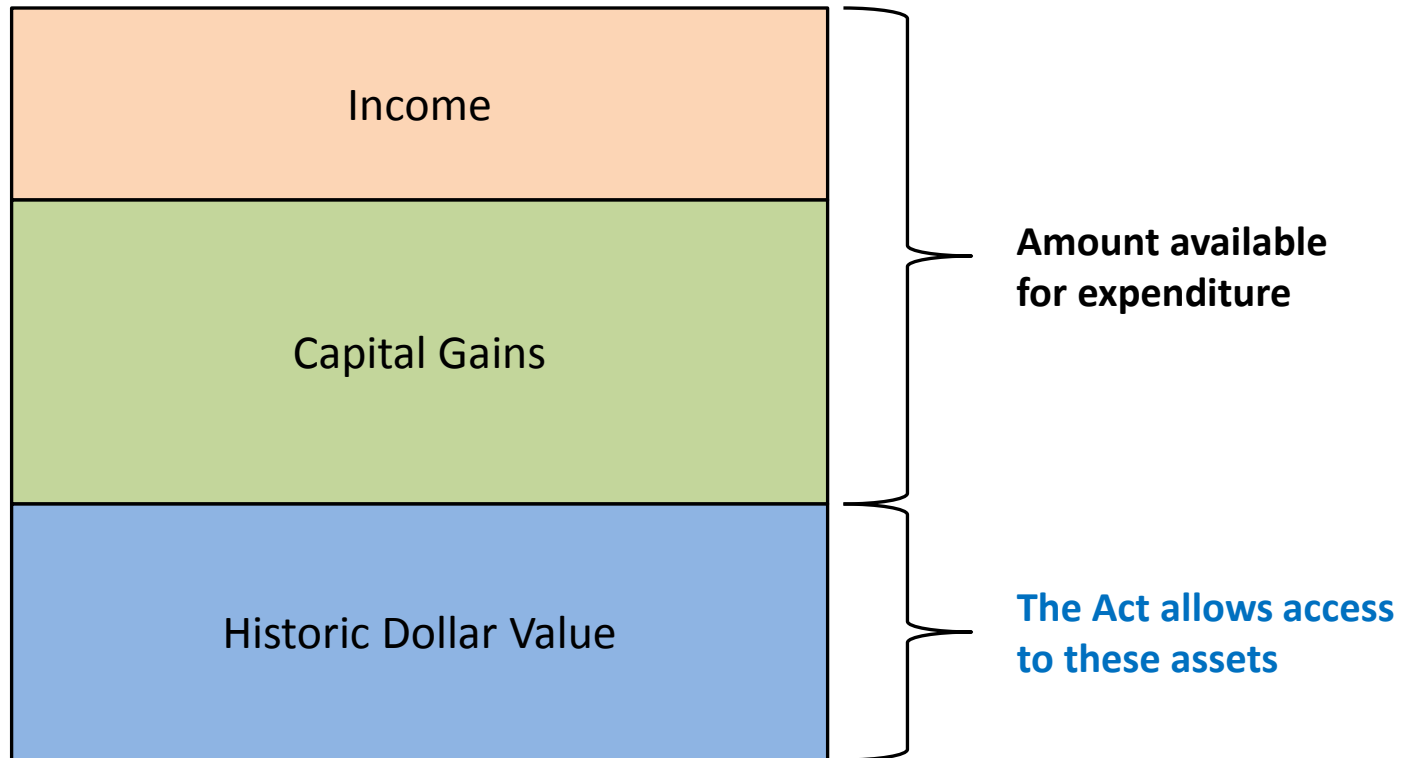 Income
Capital Gains
Amount available
for expenditure
Historic Dollar Value
The Act allows access
to these assets